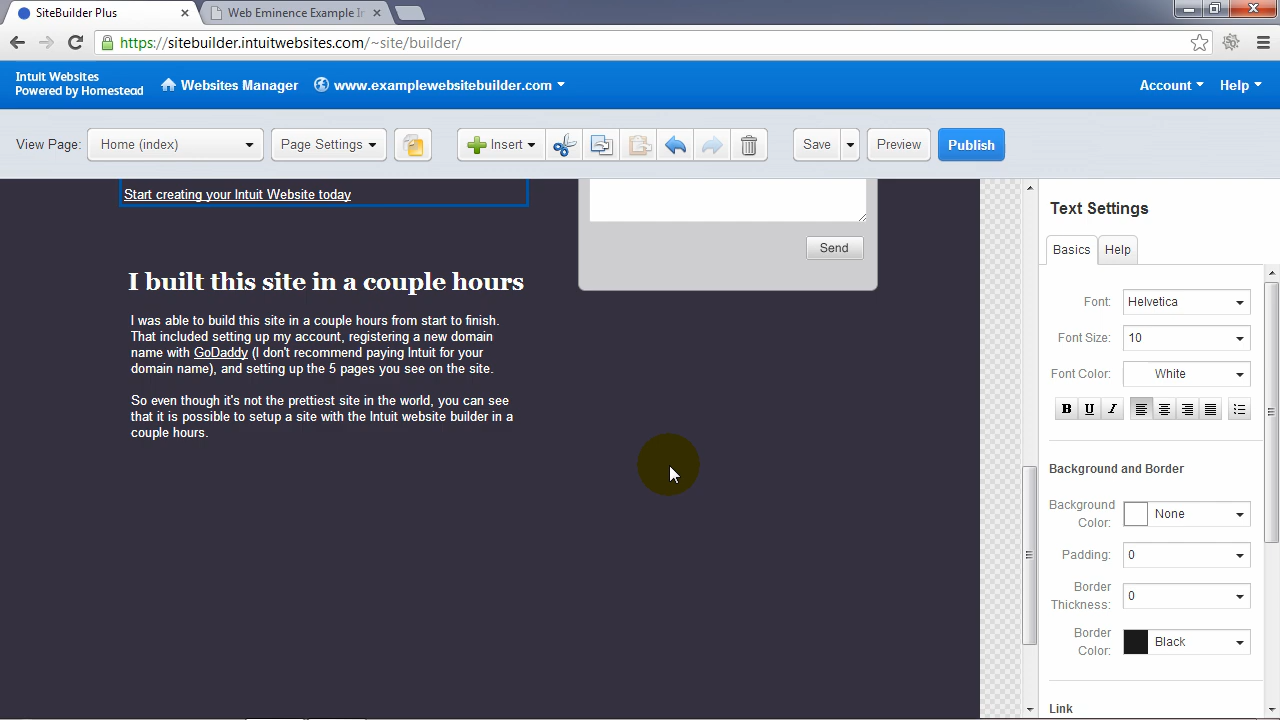 SiteBuilder Plus
Web Eminence Example In
https://sitebuilder.intuitwebsites.com/~site/builder/
Intuit Websites
Powered by Homestead
Websites Manager
www.examplewebsitebuilder.com
Account
Help
View Page:
Home (index)
Page Settings
Insert
Save
Preview
Publish
Start creating your Intuit Website today
Send
I built this site in a couple hours
I was able to build this site in a couple hours from start to finish.
That included setting up my account, registering a new domain
name with GoDaddy (I don't recommend paying Intuit for your
domain name), and setting up the 5 pages you see on the site.
So even though it's not the prettiest site in the world, you can see
that it is possible to setup a site with the Intuit website builder in a
couple hours.
Text Settings
Basics
Help
Font:
Helvetica
Font Size:
10
Font Color:
White
B
U
I
Background and Border
Background
Color:
None
Padding:
0
Border
Thickness:
0
Border
Color:
Black
Link